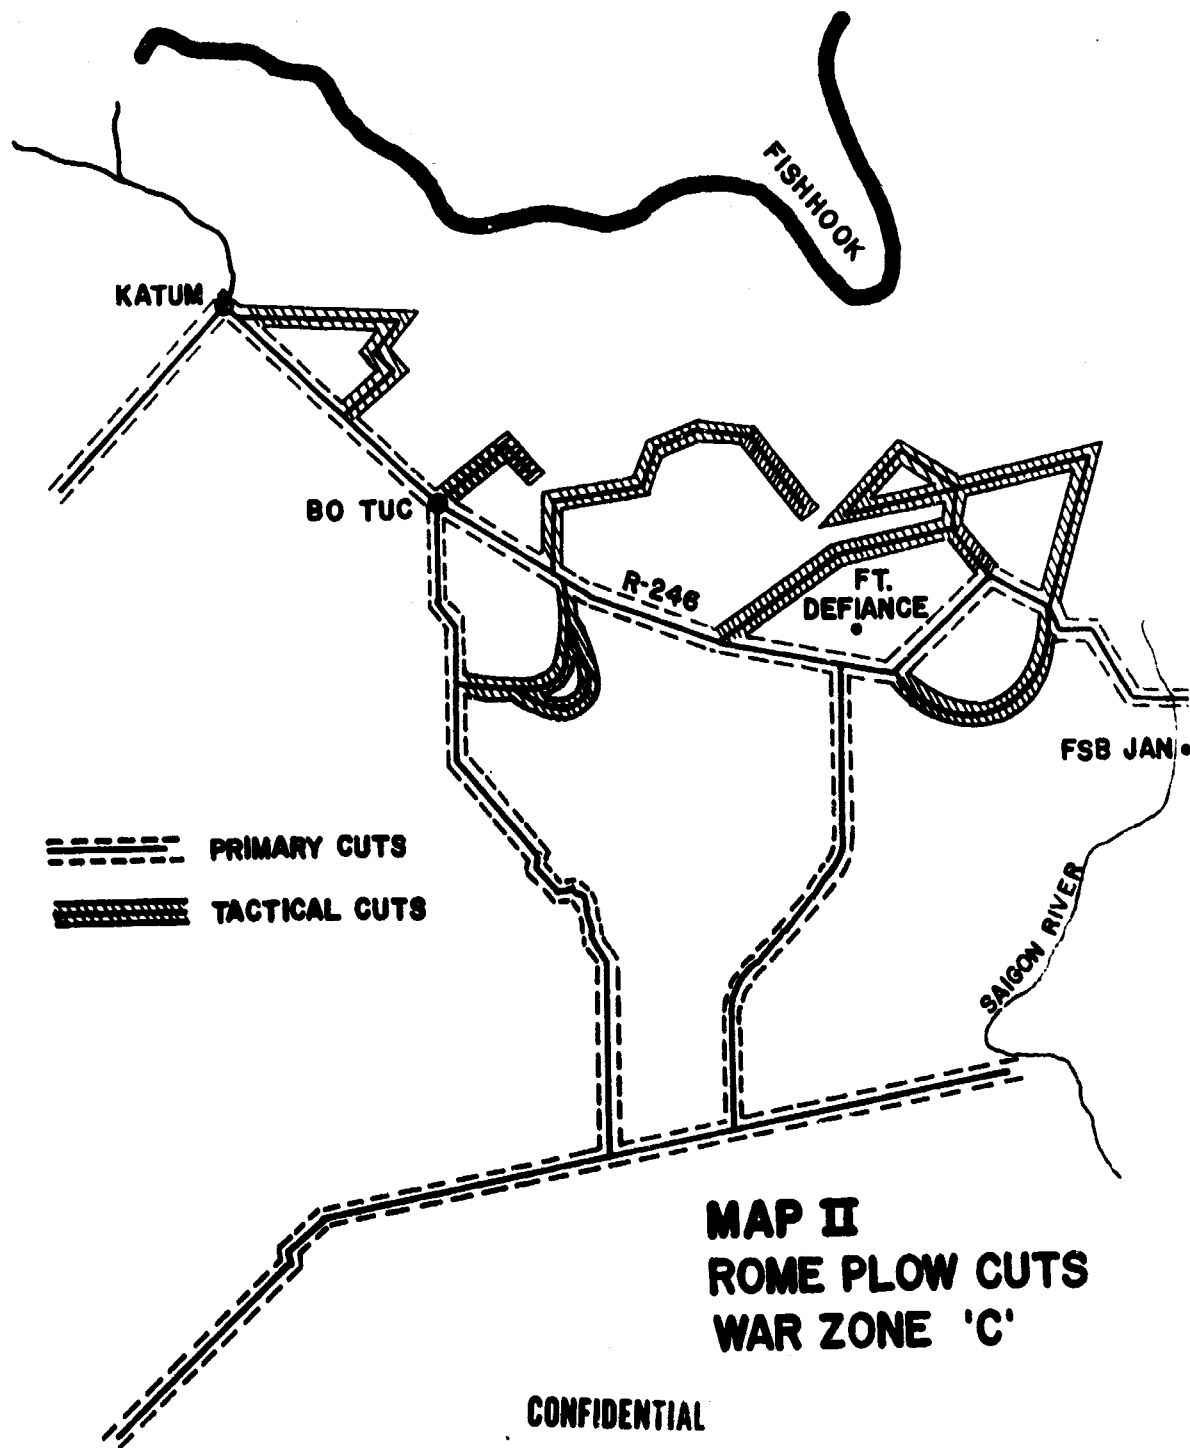 FISHHOOK
KATUM
BO TUC
R-246
FT.
DEFIANCE
FSB JAN
PRIMARY CUTS
TACTICAL CUTS
SAIGON RIVER
MAP II
ROME PLOW CUTS
WAR ZONE 'C'
CONFIDENTIAL